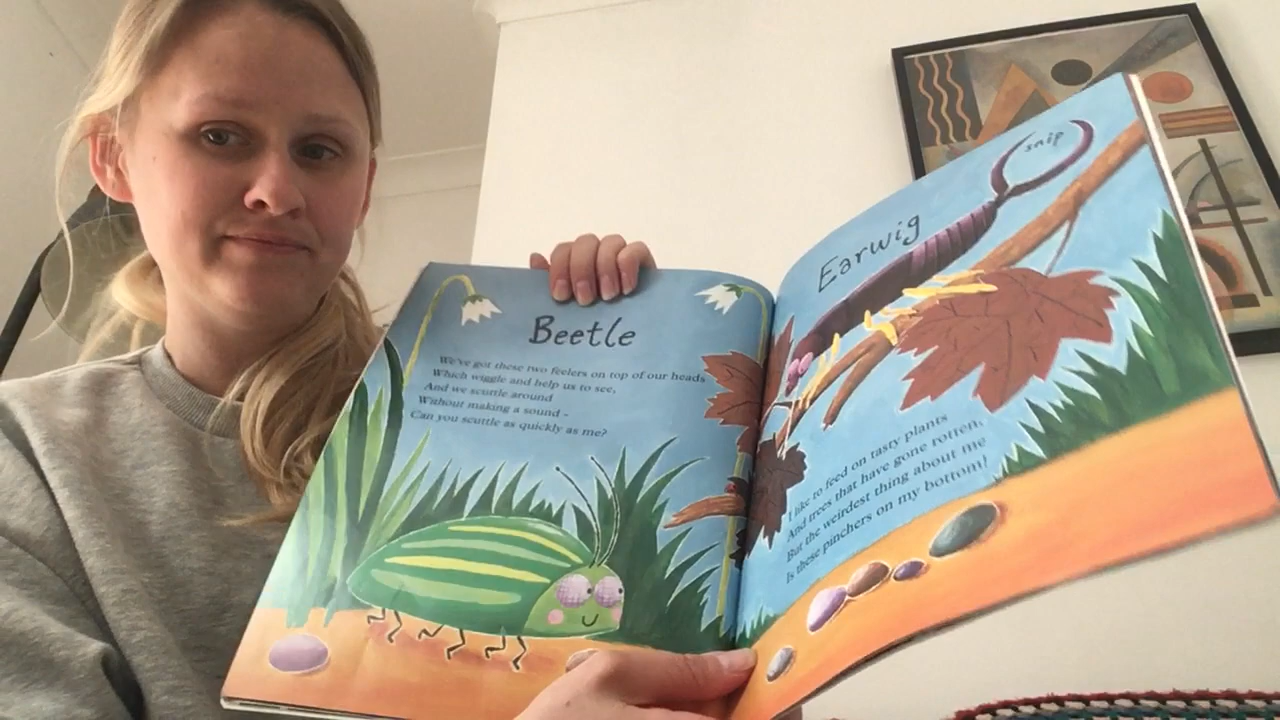 Beetle
We've got these two feelers on top of our heads
Which wiggle and help us to see,
And we scuttle around
Without making a sound -
Can you scuttle as quickly as me?
Earwig
snip
I like to feed on tasty plants
And trees that have gone rotten,
But the weirdest thing about me
Is these pinchers on my bottom!